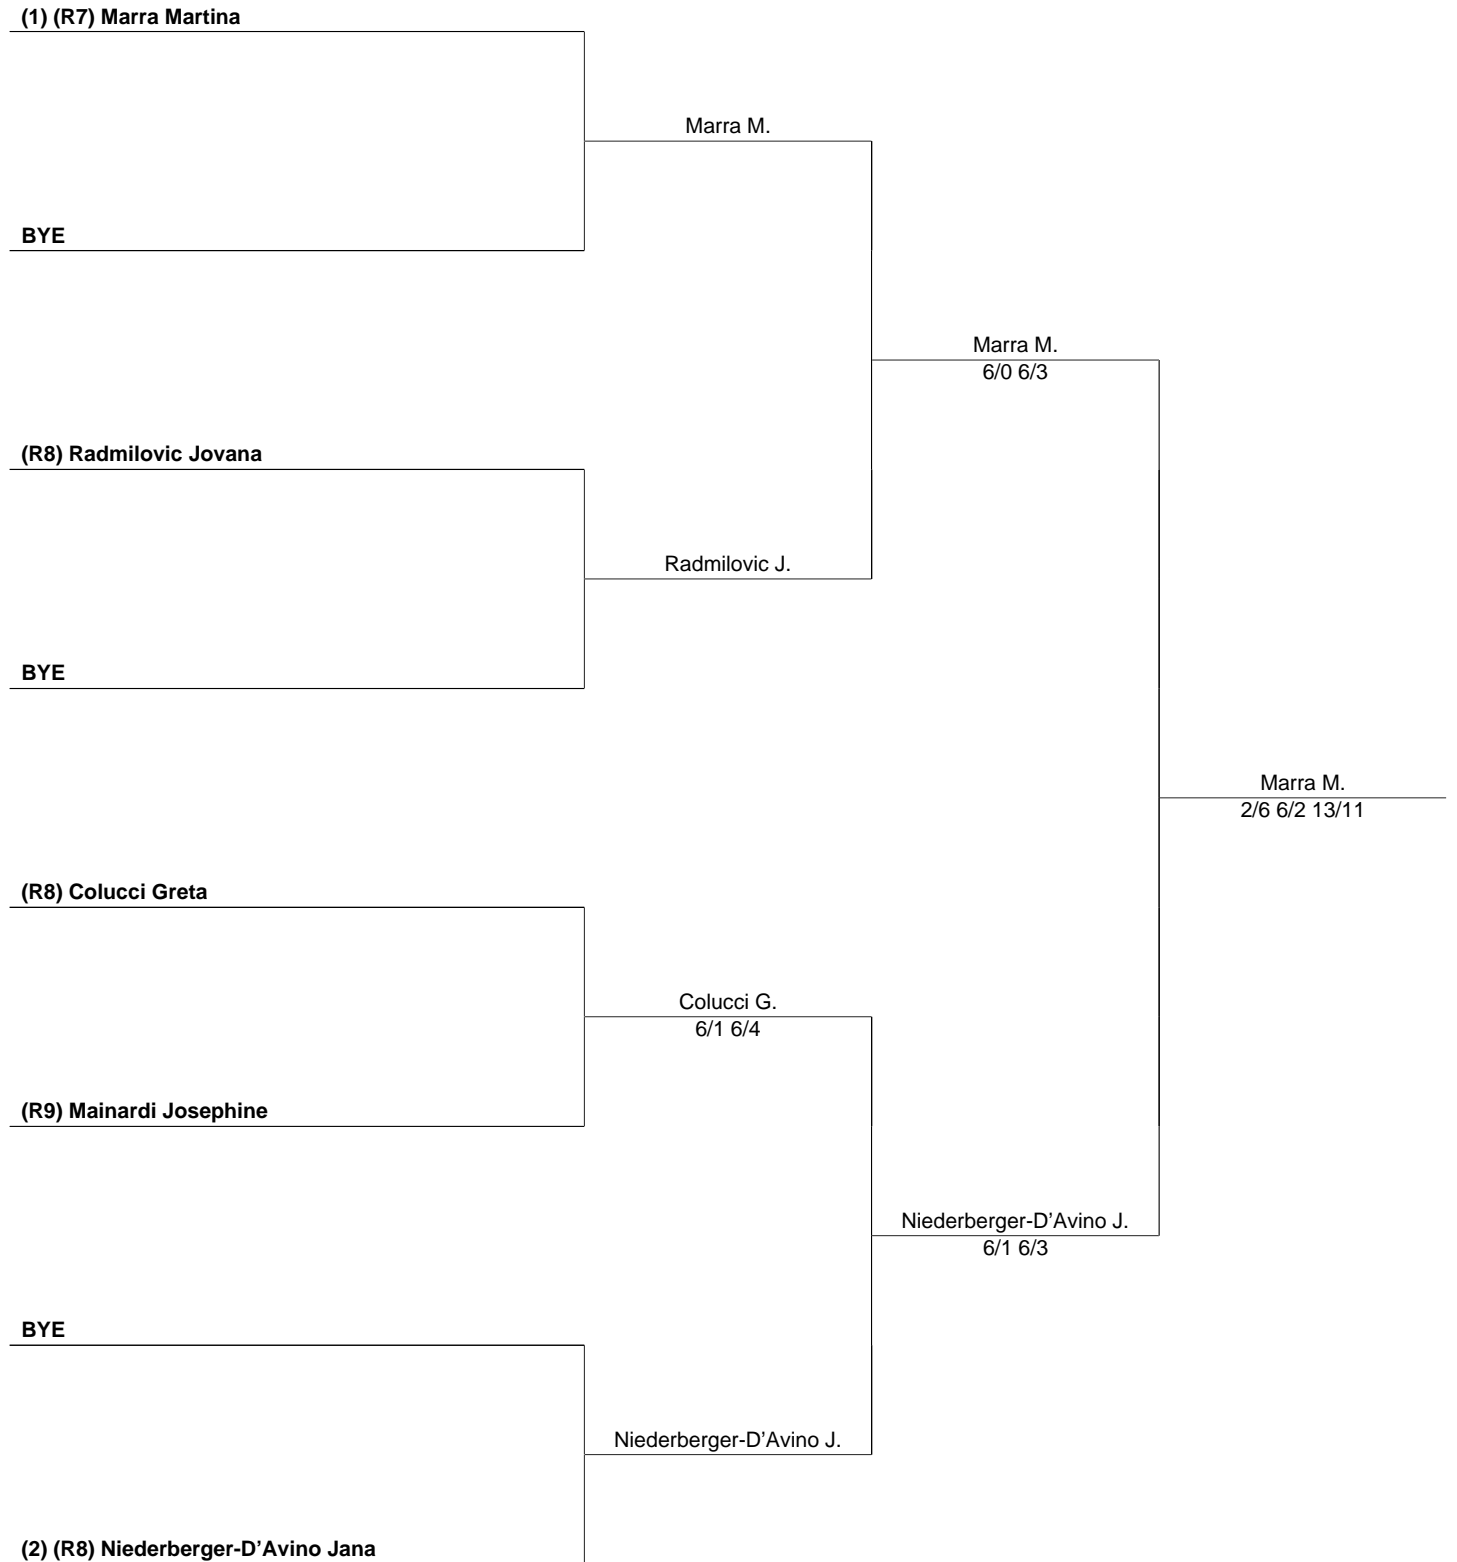 (1) (R7) Marra Martina
Marra M.
BYE
Marra M.
6/0 6/3
(R8) Radmilovic Jovana
Radmilovic J.
BYE
Marra M.
2/6 6/2 13/11
(R8) Colucci Greta
Colucci G.
6/1 6/4
(R9) Mainardi Josephine
Niederberger-D'Avino J.
6/1 6/3
BYE
Niederberger-D'Avino J.
(2) (R8) Niederberger-D'Avino Jana